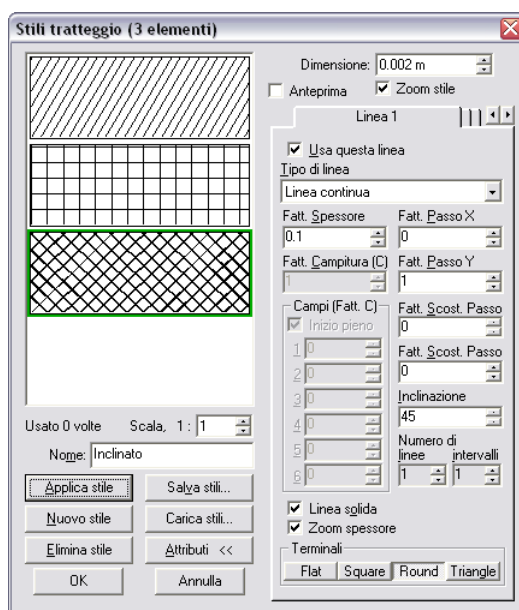 Stili tratteggio (3 elementi)
Dimensione: 0.002 m
Anteprima
Zoom stile
Linea 1
Usa questa linea
Tipo di linea
Linea continua
Fatt. Spessore
Fatt. Passo X
0.1
0
Fatt. Campitura (C)
Fatt. Passo Y
1
1
Campi (Fatt. C)
Inizio pieno
1 0
2 0
3 0
4 0
5 0
6 0
Fatt. Scost. Passo
0
Fatt. Scost. Passo
0
Inclinazione
45
Numero di
linee intervalli
1 1
Linea solida
Zoom spessore
Terminali
Flat Square Round Triangle
Usato 0 volte
Scala, 1 : 1
Nome: Inclinato
Applica stile
Salva stili...
Nuovo stile
Carica stili...
Elimina stile
Attributi <<
OK
Annulla